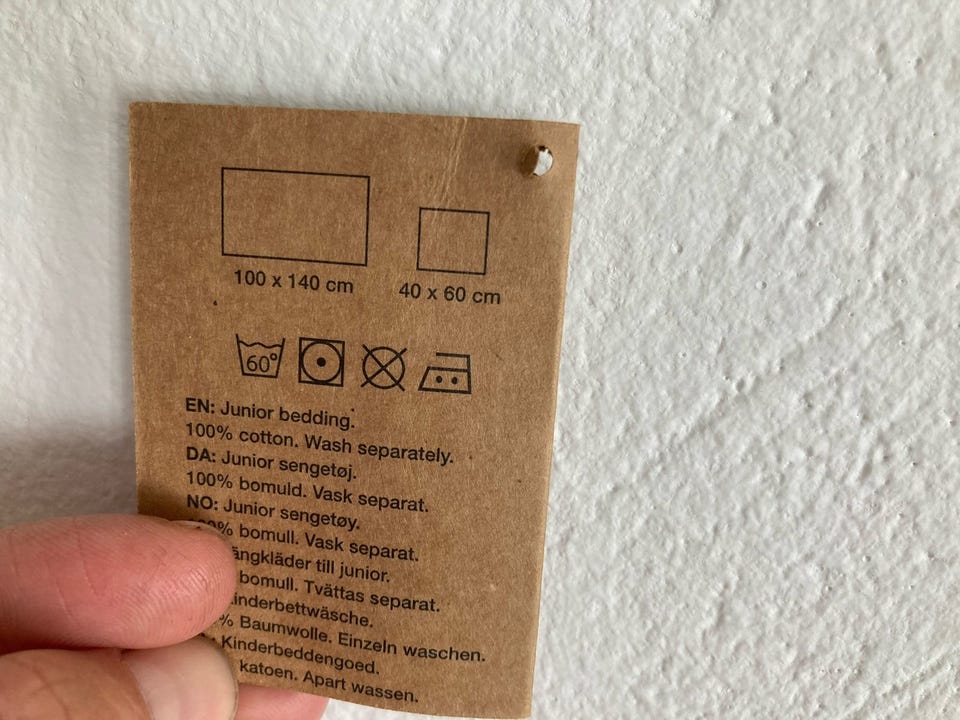 100 x 140 cm
40 x 60 cm
60°
EN: Junior bedding.
100% cotton. Wash separately.
DA: Junior sengetøj.
100% bomuld. Vask separat.
NO: Junior sengetøy.
% bomull. Vask separat.
ängkläder till junior.
bomull. Tvättas separat.
inderbettwäsche.
% Baumwolle. Einzeln waschen.
Kinderbeddengoed.
katoen. Apart wassen.